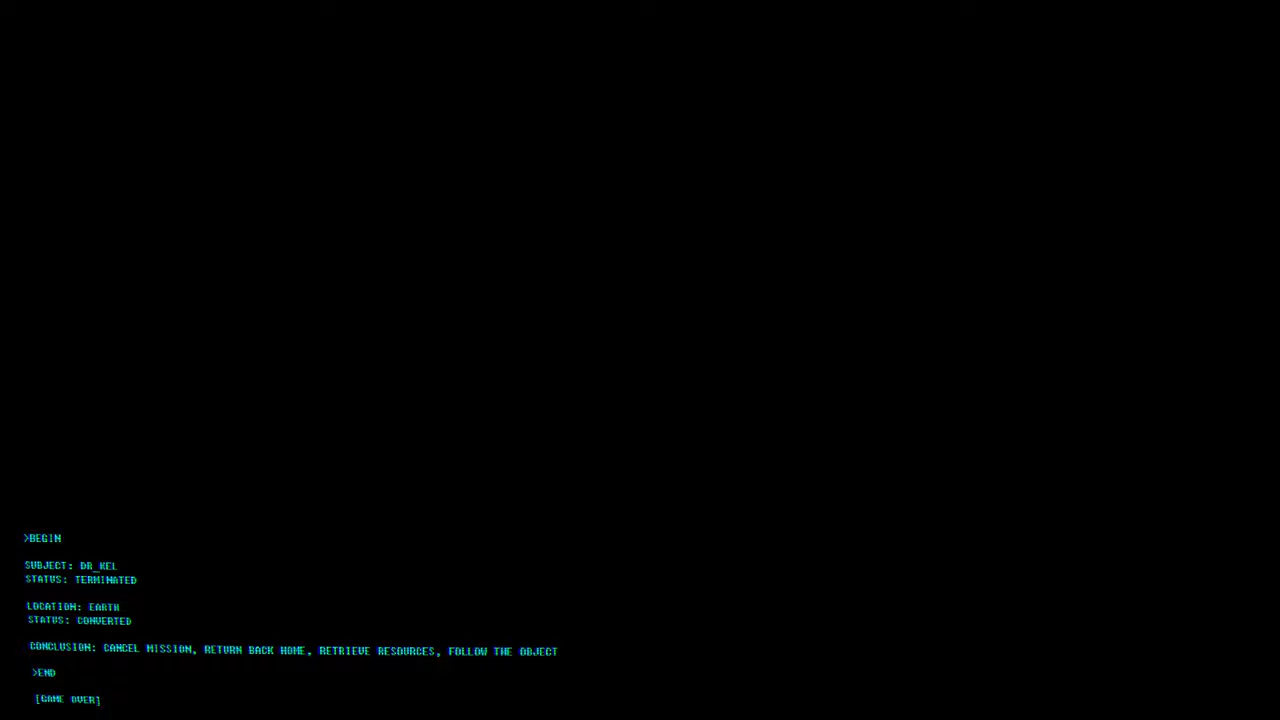 >BEGIN
SUBJECT: DR_KEL
STATUS: TERMINATED
LOCATION: EARTH
STATUS: CONVERTED
CONCLUSION: CANCEL MISSION, RETURN BACK HOME, RETRIEVE RESOURCES, FOLLOW THE OBJECT
>END
[GAME OVER]